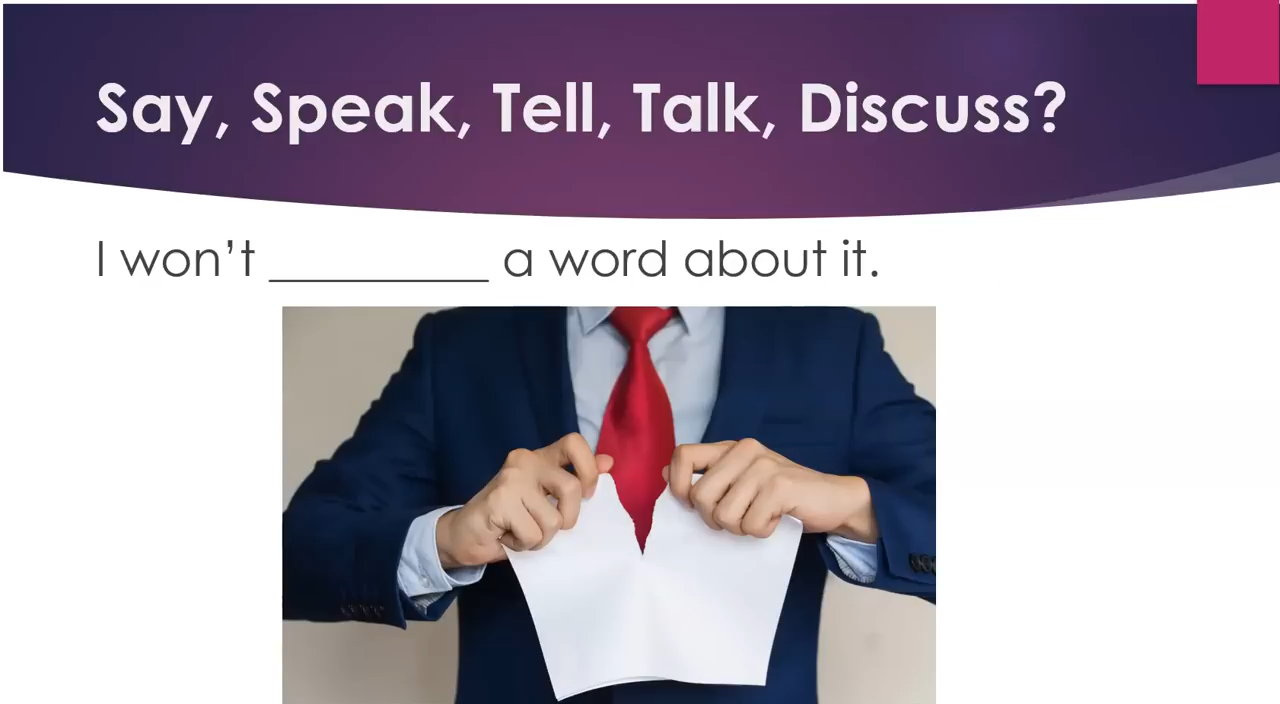 Say, Speak, Tell, Talk, Discuss?
I won’t _________ a word about it.